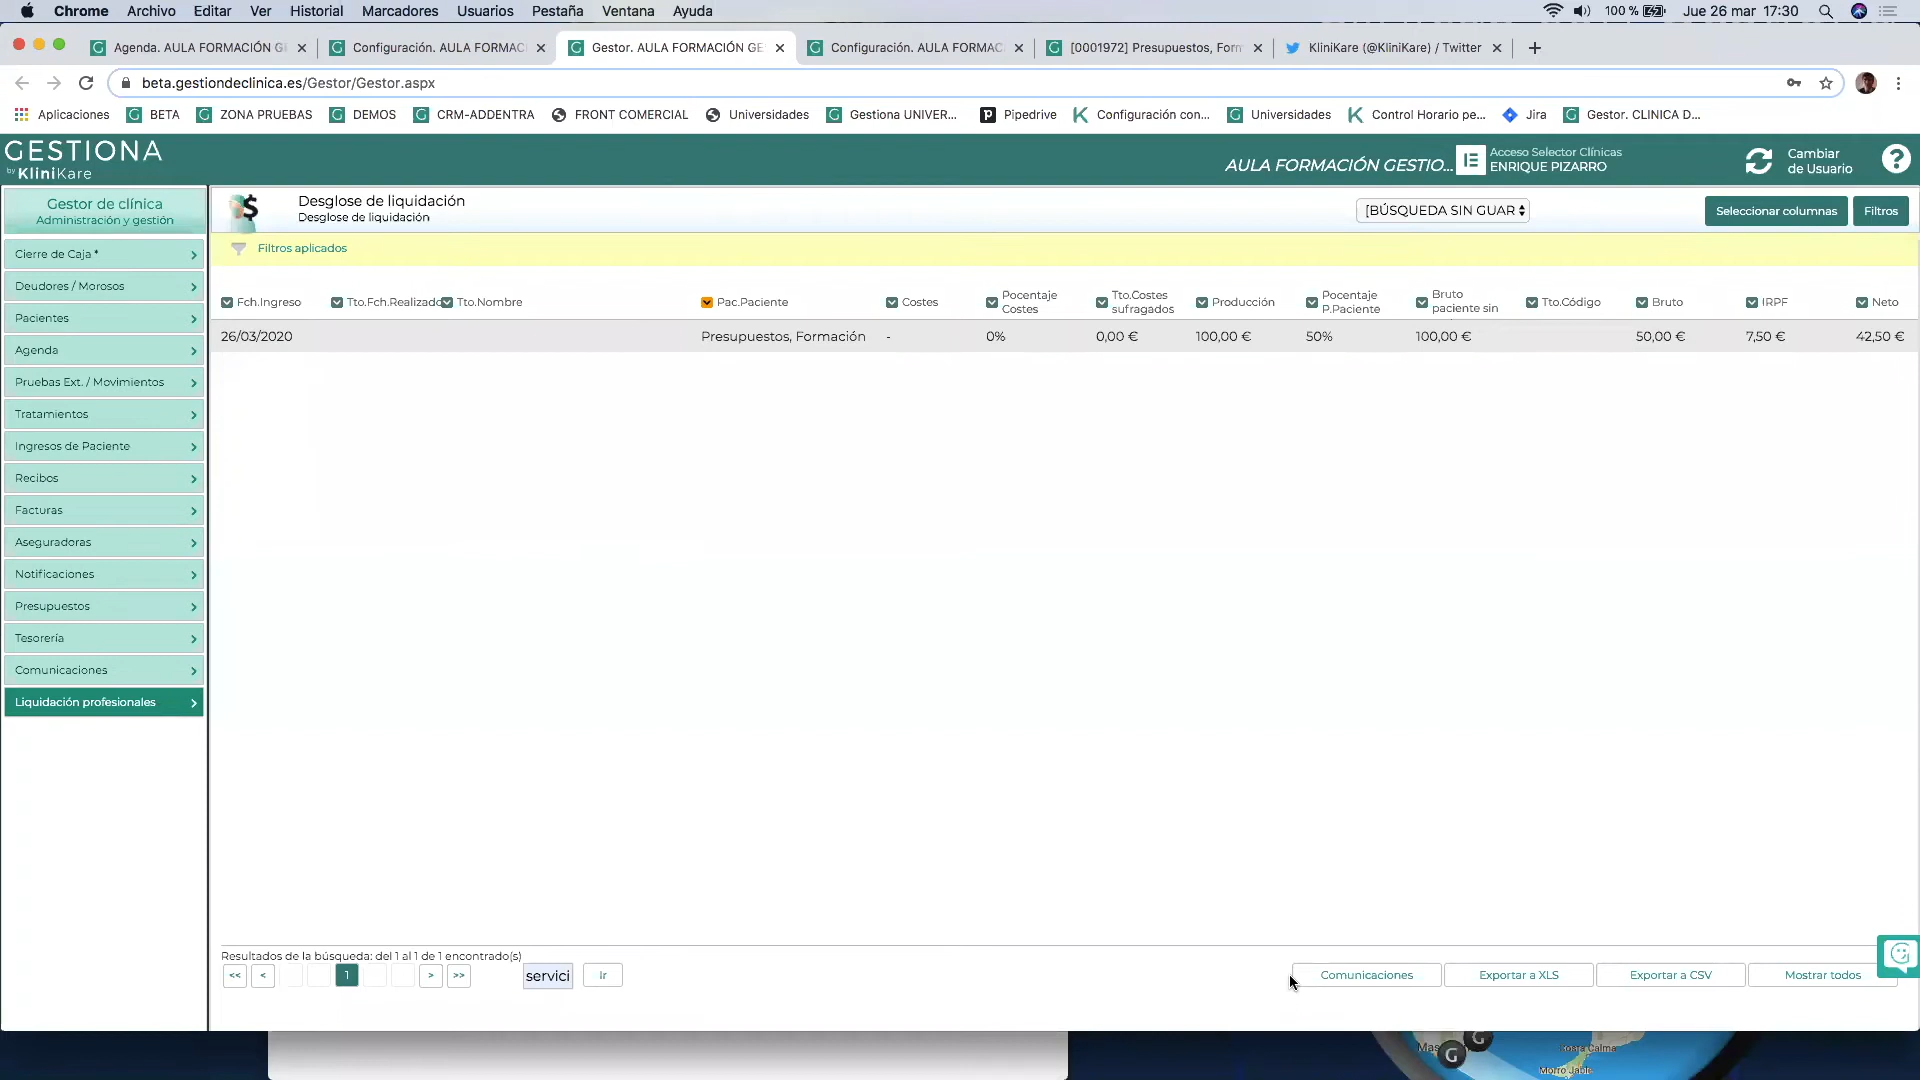 Chrome Archivo Editar Ver Historial Marcadores Usuarios Pestaña Ventana Ayuda 100 % Jue 26 mar 17:30
Agenda. AULA FORMACIÓN GE Configuración. AULA FORMAC Gestor. AULA FORMACIÓN GE Configuración. AULA FORMAC [0001972] Presupuestos, Form KliniKare (@KliniKare) / Twitter
beta.gestiondeclinica.es/Gestor/Gestor.aspx
Aplicaciones BETA ZONA PRUEBAS DEMOS CRM-ADDENTRA FRONT COMERCIAL Universidades Gestiona UNIVER... Pipedrive Configuración con... Universidades Control Horario pe... Jira Gestor. CLINICA D...
GESTIONA
by KliniKare
AULA FORMACIÓN GESTIO...
Acceso Selector Clínicas
ENRIQUE PIZARRO
Cambiar
de Usuario
Gestor de clínica
Administración y gestión
Cierre de Caja *
Deudores / Morosos
Pacientes
Agenda
Pruebas Ext. / Movimientos
Tratamientos
Ingresos de Paciente
Recibos
Facturas
Aseguradoras
Notificaciones
Presupuestos
Tesorería
Comunicaciones
Liquidación profesionales
Desglose de liquidación
Desglose de liquidación
[BÚSQUEDA SIN GUAR
Seleccionar columnas
Filtros
Filtros aplicados
Fch.Ingreso Tto.Fch.Realizado Tto.Nombre Pac.Paciente Costes Pocentaje Costes Tto.Costes sufragados Producción Pocentaje P.Paciente Bruto paciente sin Tto.Código Bruto IRPF Neto
26/03/2020 Presupuestos, Formación - 0% 0,00 € 100,00 € 50% 100,00 € 50,00 € 7,50 € 42,50 €
Resultados de la búsqueda: del 1 al 1 de 1 encontrado(s)
<< < 1 > >> servici Ir
Comunicaciones Exportar a XLS Exportar a CSV Mostrar todos
Costa Calma
Morro Jable